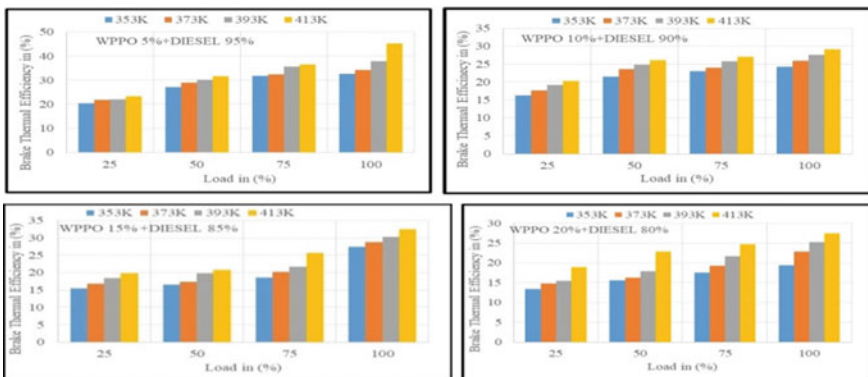 353K 373K 393K 413K
WPPO 5%+DIESEL 95%
Brake Thermal Efficiency in (%)
50
40
30
20
10
0
25 50 75 100
Load in (%)
353K 373K 393K 413K
WPPO 10%+DIESEL 90%
Brake Thermal Efficinecy in (%)
30
25
20
15
10
5
0
25 50 75 100
Load in (%)
353K 373K 393K 413K
WPPO 15% +DIESEL 85%
Brake Thermal Efficiency in (%)
35
30
25
20
15
10
5
0
25 50 75 100
Load in (%)
353K 373K 393K 413K
WPPO 20%+DIESEL 80%
Brake Thermal Efficiency in (%)
30
25
20
15
10
5
0
25 50 75 100
Load in (%)